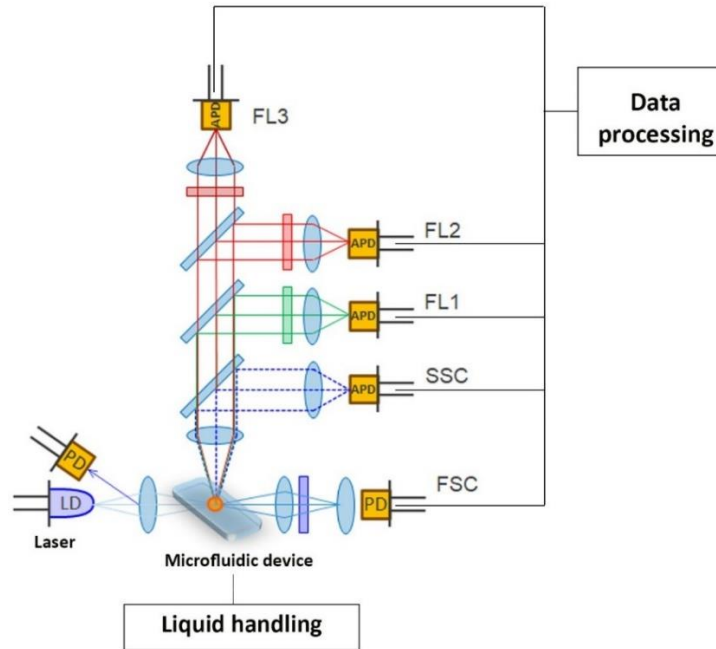 APD
FL3
Data
processing
APD
FL2
APD
FL1
APD
SSC
PD
LD
PD
FSC
Laser
Microfluidic device
Liquid handling